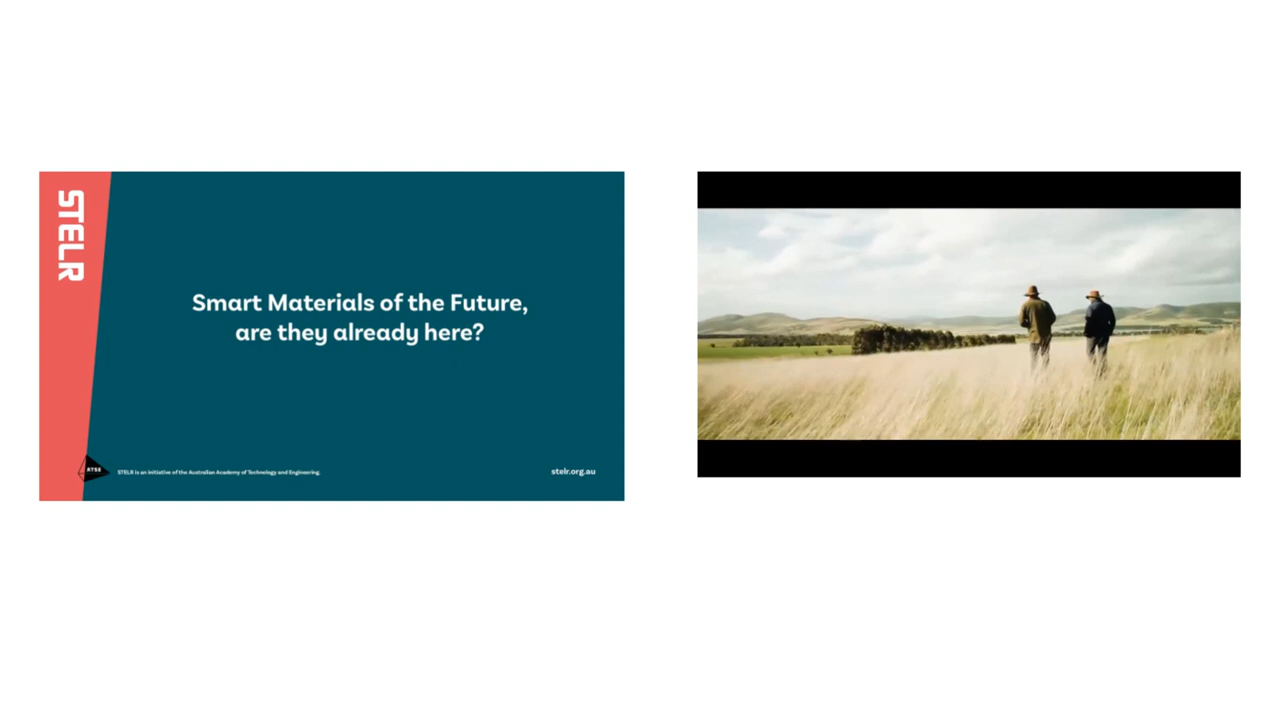 STELR
Smart Materials of the Future,
are they already here?
ATSE
STELR is an initiative of the Australian Academy of Technology and Engineering.
stelr.org.au